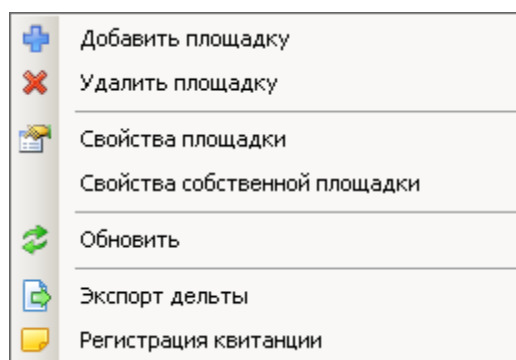 Добавить площадку
Удалить площадку
Свойства площадки
Свойства собственной площадки
Обновить
Экспорт дельты
Регистрация квитанции